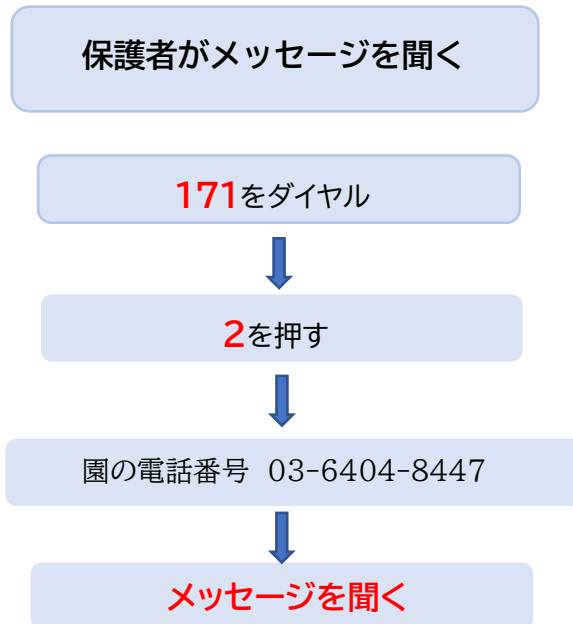 保護者がメッセージを聞く
171をダイヤル
2を押す
園の電話番号 03-6404-8447
メッセージを聞く